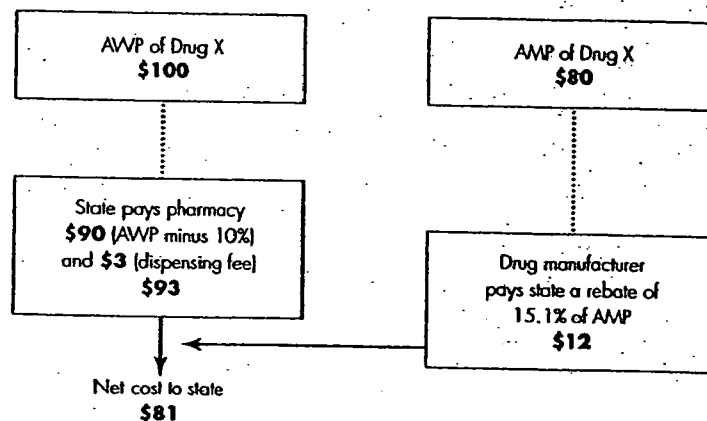 AWP of Drug X
$100
AMP of Drug X
$80
State pays pharmacy
$90 (AWP minus 10%)
and $3 (dispensing fee)
$93
Drug manufacturer
pays state a rebate of
15.1% of AMP
$12
Net cost to state
$81